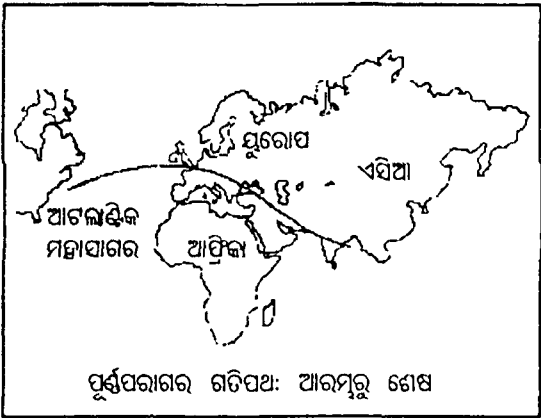 ୟୁରୋପ
ଏସିଆ
ଆଟଲାଣ୍ଟିକ
ମହାସାଗର
ଆଫ୍ରିକା
ପୂର୍ଣ୍ଣପରାଗର ଗତିପଥ: ଆରମ୍ଭରୁ ଶେଷ